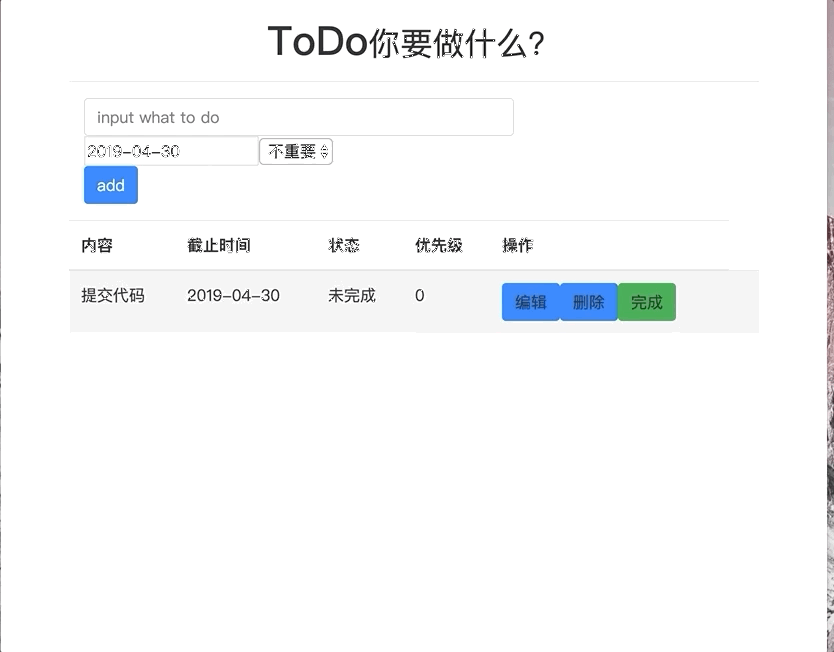 ToDo你要做什么?
input what to do
2019-04-30 不重要
add
内容 截止时间 状态 优先级 操作
提交代码 2019-04-30 未完成 0 编辑 删除 完成